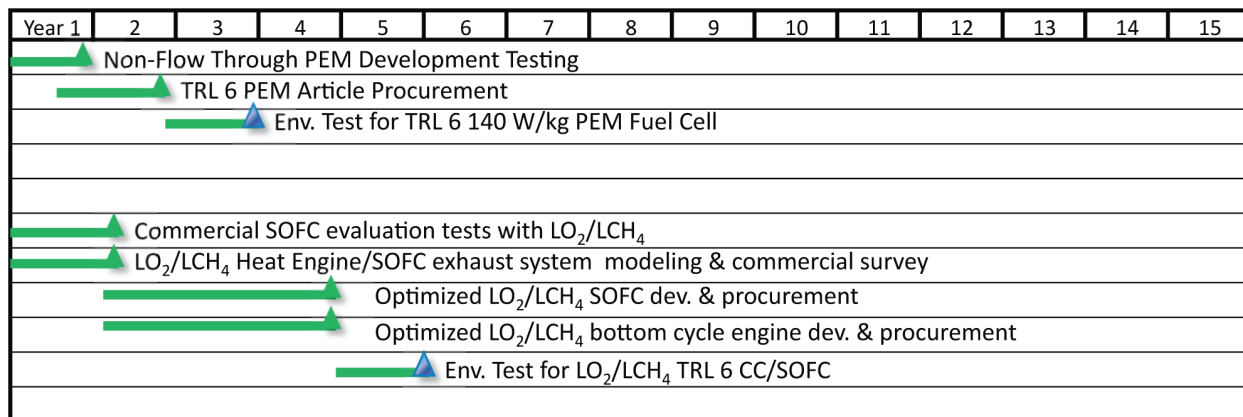 Year 1 2 3 4 5 6 7 8 9 10 11 12 13 14 15
Non-Flow Through PEM Development Testing
TRL 6 PEM Article Procurement
Env. Test for TRL 6 140 W/kg PEM Fuel Cell
Commercial SOFC evaluation tests with LO₂/LCH₄
LO₂/LCH₄ Heat Engine/SOFC exhaust system modeling & commercial survey
Optimized LO₂/LCH₄ SOFC dev. & procurement
Optimized LO₂/LCH₄ bottom cycle engine dev. & procurement
Env. Test for LO₂/LCH₄ TRL 6 CC/SOFC